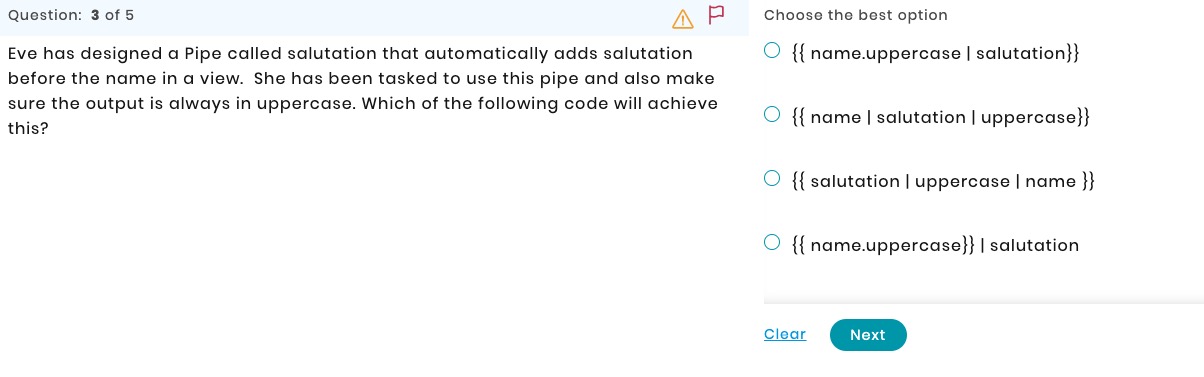 Question: 3 of 5
Eve has designed a Pipe called salutation that automatically adds salutation
before the name in a view.  She has been tasked to use this pipe and also make
sure the output is always in uppercase. Which of the following code will achieve
this?
Choose the best option
{{ name.uppercase | salutation}}
{{ name | salutation | uppercase}}
{{ salutation | uppercase | name }}
{{ name.uppercase}} | salutation
Clear
Next